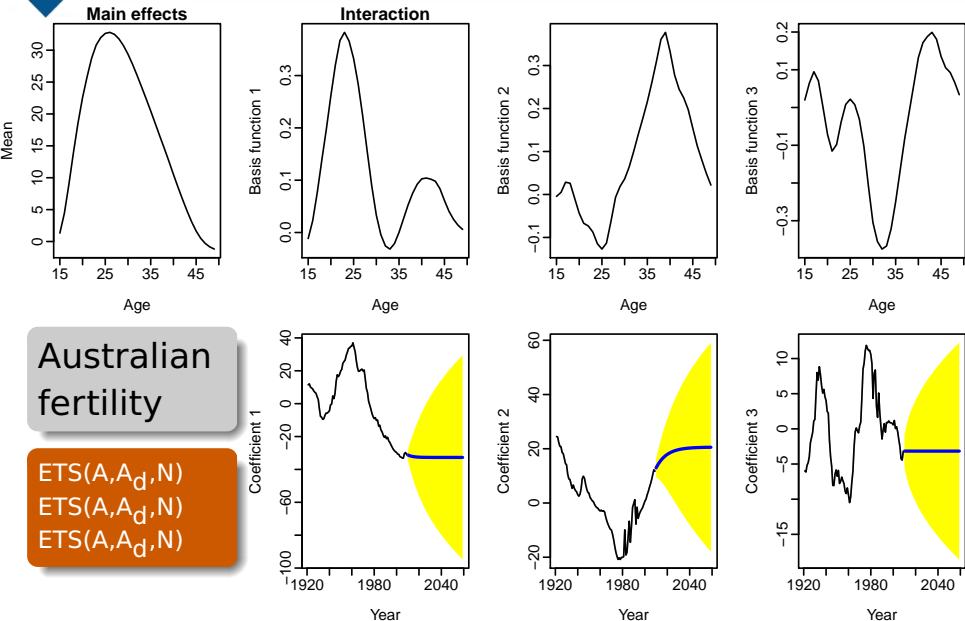 Main effects
Interaction
Mean
0 5 10 15 20 25 30
15 25 35 45
Age
Basis function 1
0.0 0.1 0.2 0.3
15 25 35 45
Age
Basis function 2
−0.1 0.0 0.1 0.2 0.3
15 25 35 45
Age
Basis function 3
−0.3 −0.1 0.1 0.2
15 25 35 45
Age
Australian
fertility
ETS(A,Ad,N)
ETS(A,Ad,N)
ETS(A,Ad,N)
Coefficient 1
−100 −60 −20 0 20 40
1920 1980 2040
Year
Coefficient 2
−20 0 20 40 60
1920 1980 2040
Year
Coefficient 3
−15 −5 0 5 10
1920 1980 2040
Year